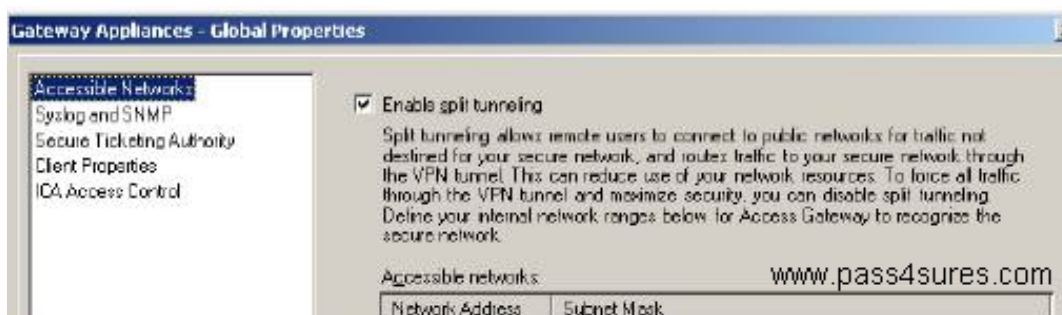 Gateway Appliances - Global Properties
Accessible Networks
Syslog and SNMP
Secure Ticketing Authority
Client Properties
ICA Access Control
Enable split tunneling
Split tunneling allows remote users to connect to public networks for traffic not
destined for your secure network, and routes traffic to your secure network through
the VPN tunnel. This can reduce use of your network resources. To force all traffic
through the VPN tunnel and maximize security, you can disable split tunneling.
Define your internal network ranges below for Access Gateway to recognize the
secure network.
Accessible networks:
www.pass4sures.com
Network Address Subnet Mask